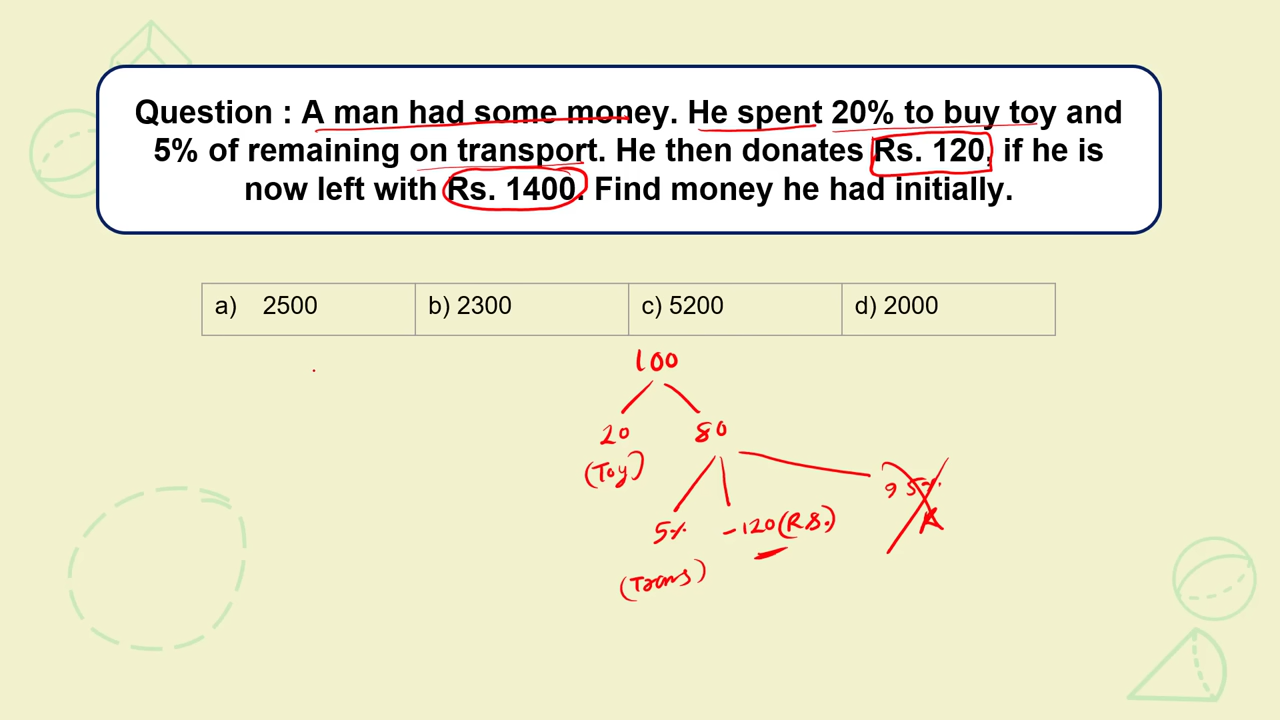 Question : A man had some money. He spent 20% to buy toy and
5% of remaining on transport. He then donates Rs. 120, if he is
now left with Rs. 1400. Find money he had initially.
a) 2500 b) 2300 c) 5200 d) 2000
100
20 80
(Toy) 95%
5% -120(RS.)
(Trans)